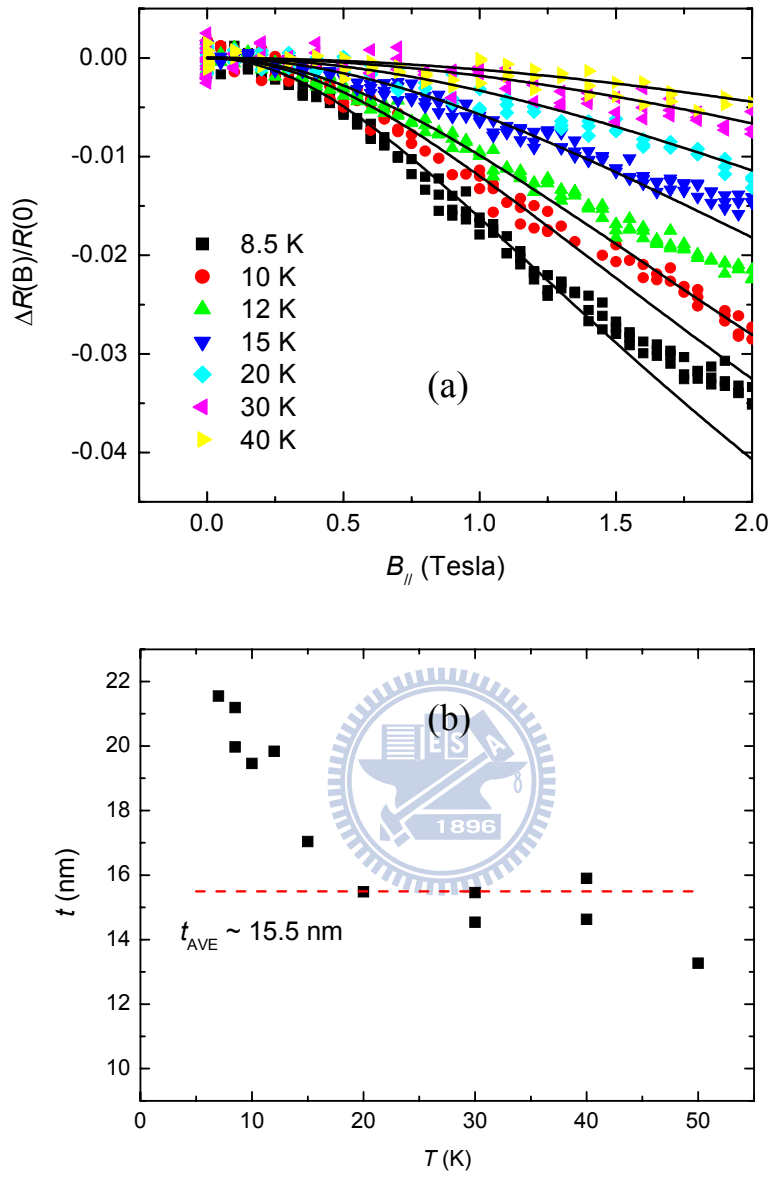 0.00
-0.01
-0.02
-0.03
-0.04
ΔR(B)/R(0)
8.5 K
10 K
12 K
15 K
20 K
30 K
40 K
(a)
0.0 0.5 1.0 1.5 2.0
B// (Tesla)
22
20
18
16
14
12
10
t (nm)
(b)
E S A
1896
tAVE ~ 15.5 nm
0 10 20 30 40 50
T (K)